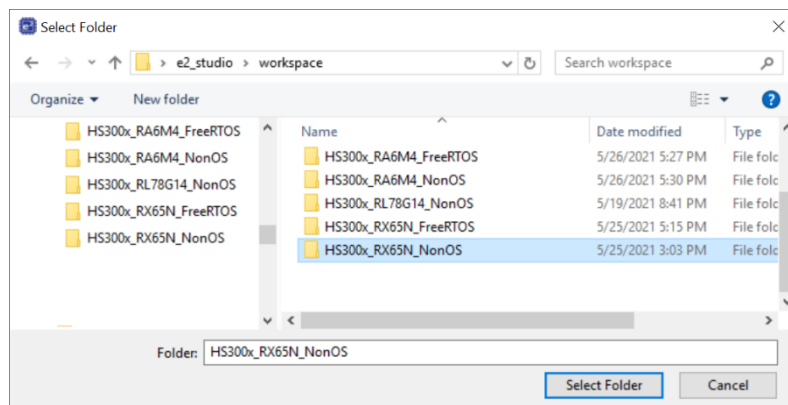 Select Folder
e2_studio > workspace
Search workspace
Organize
New folder
?
HS300x_RA6M4_FreeRTOS
HS300x_RA6M4_NonOS
HS300x_RL78G14_NonOS
HS300x_RX65N_FreeRTOS
HS300x_RX65N_NonOS
Name Date modified Type
HS300x_RA6M4_FreeRTOS 5/26/2021 5:27 PM File folc
HS300x_RA6M4_NonOS 5/26/2021 5:30 PM File folc
HS300x_RL78G14_NonOS 5/19/2021 8:41 PM File folc
HS300x_RX65N_FreeRTOS 5/25/2021 5:15 PM File folc
HS300x_RX65N_NonOS 5/25/2021 3:03 PM File folc
Folder: HS300x_RX65N_NonOS
Select Folder
Cancel